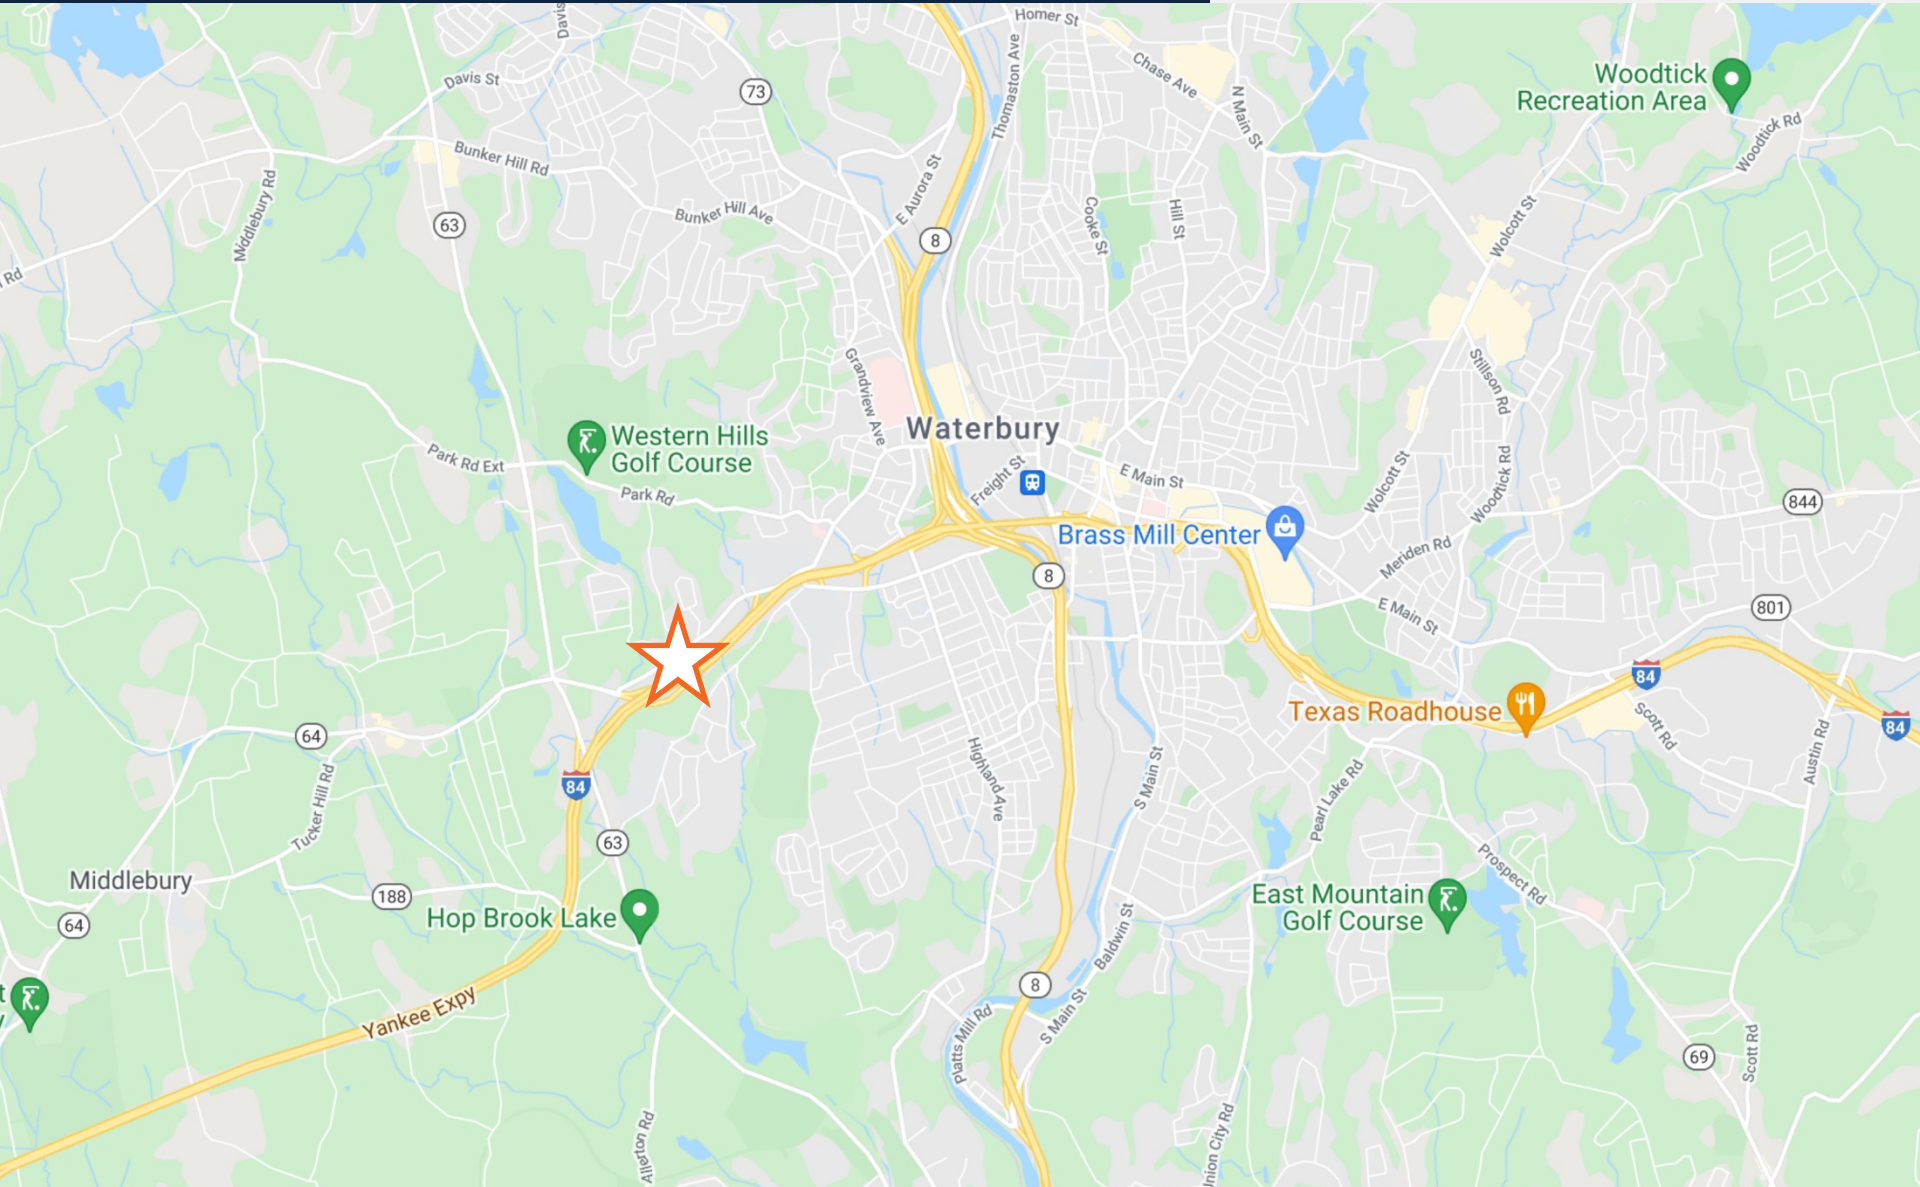 Homer St
Davis
Thomaston Ave
Chase Ave
Davis St
73
N Main St
Woodtick
Recreation Area
Woodtick Rd
Bunker Hill Rd
E Aurora St
Middlebury Rd
Bunker Hill Ave
63
8
Cooke St
Hill St
Wolcott St
Rd
Grandview Ave
Stillson Rd
Waterbury
Western Hills
Golf Course
Park Rd Ext
Park Rd
Freight St
E Main St
Wolcott St
Woodtick Rd
844
Brass Mill Center
Meriden Rd
8
E Main St
801
84
Texas Roadhouse
Scott Rd
84
64
Highland Ave
S Main St
Austin Rd
84
Tucker Hill Rd
Pearl Lake Rd
63
Middlebury
188
Prospect Rd
Hop Brook Lake
East Mountain
Golf Course
64
Baldwin St
8
t
y
Yankee Expy
Platts Mill Rd
S Main St
69
Scott Rd
Allerton Rd
Union City Rd